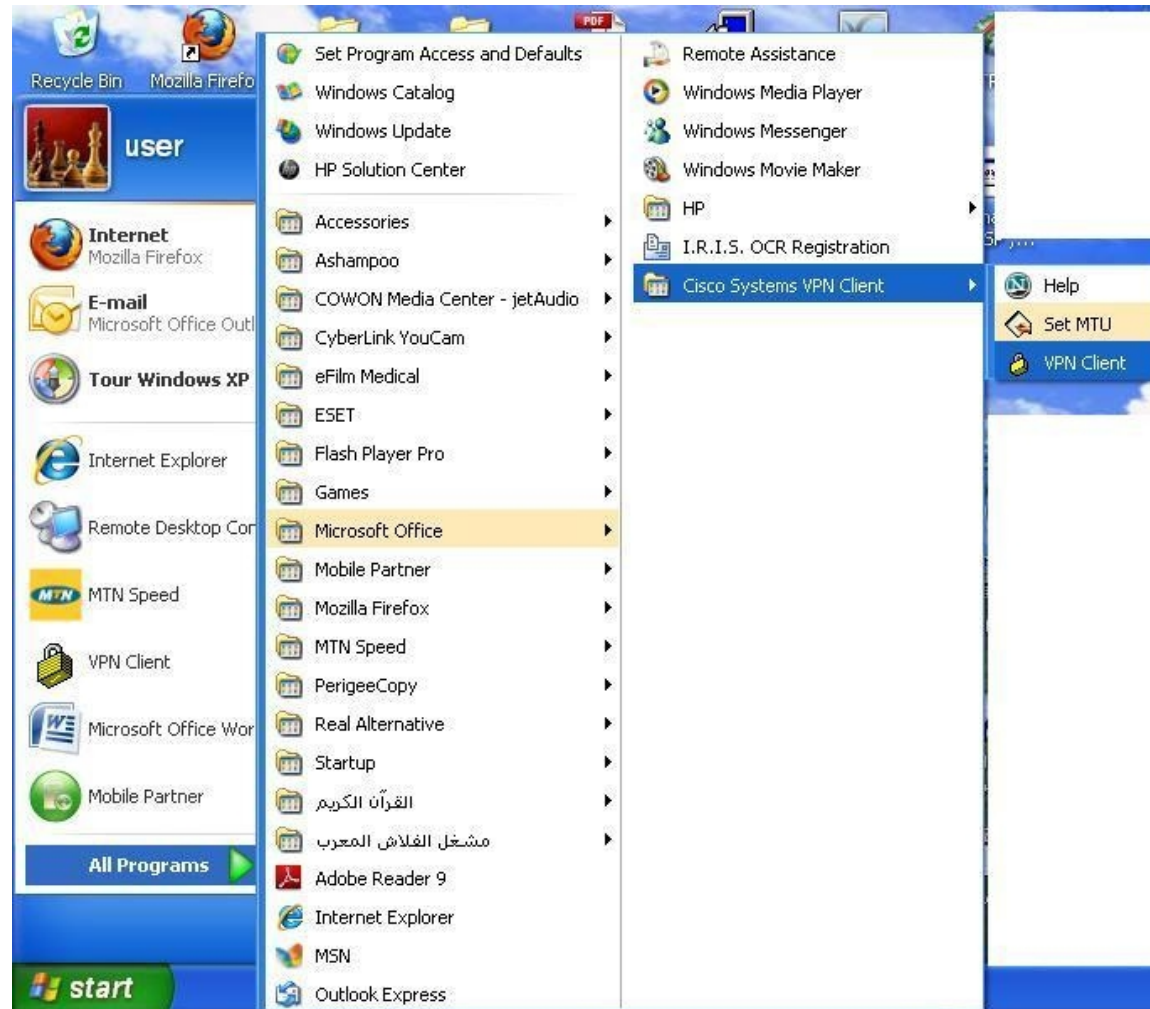 PDF
Recycle Bin
Mozilla Firefo
user
Internet
Mozilla Firefox
E-mail
Microsoft Office Outl
Tour Windows XP
Internet Explorer
Remote Desktop Con
MTN
MTN Speed
VPN Client
Microsoft Office Wor
Mobile Partner
All Programs
start
Set Program Access and Defaults
Windows Catalog
Windows Update
HP Solution Center
Accessories
Ashampoo
COWON Media Center - jetAudio
CyberLink YouCam
eFilm Medical
ESET
Flash Player Pro
Games
Microsoft Office
Mobile Partner
Mozilla Firefox
MTN Speed
PerigeeCopy
Real Alternative
Startup
القرآن الكريم
مشغل الفلاش المعرب
Adobe Reader 9
Internet Explorer
MSN
Outlook Express
Remote Assistance
Windows Media Player
Windows Messenger
Windows Movie Maker
HP
I.R.I.S. OCR Registration
Cisco Systems VPN Client
Help
Set MTU
VPN Client